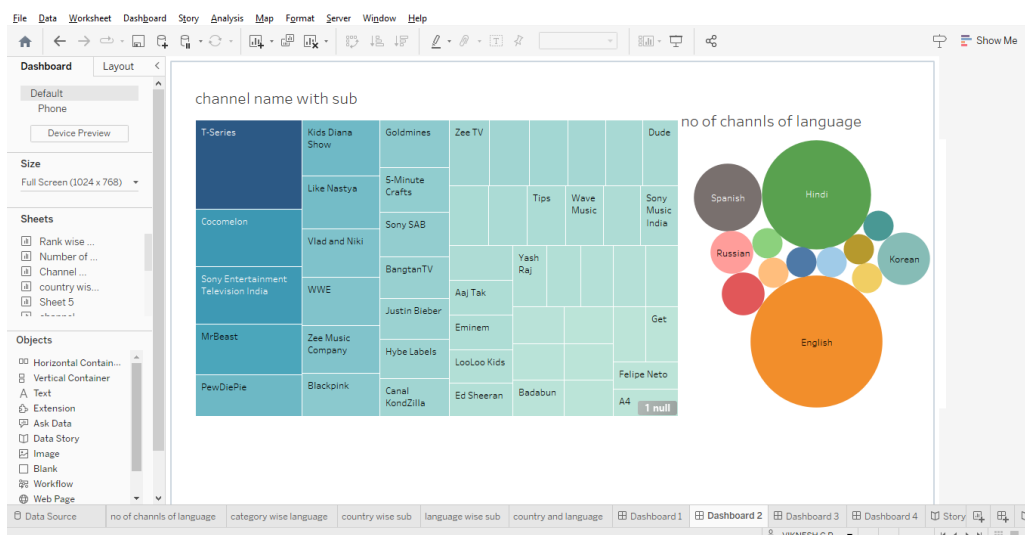 File Data Worksheet Dashboard Story Analysis Map Format Server Window Help
Show Me
Dashboard Layout
Default
Phone
Device Preview
Size
Full Screen (1024 x 768)
Sheets
Rank wise ...
Number of ...
Channel ...
country wis...
Sheet 5
Objects
Horizontal Contain...
Vertical Container
A Text
Extension
Ask Data
Data Story
Image
Blank
Workflow
Web Page
channel name with sub
T-Series
Cocomelon
Sony Entertainment
Television India
MrBeast
PewDiePie
Kids Diana
Show
Like Nastya
Vlad and Niki
WWE
Zee Music
Company
Blackpink
Goldmines
5-Minute
Crafts
Sony SAB
BangtanTV
Justin Bieber
Hybe Labels
Canal
KondZilla
Zee TV
Aaj Tak
Eminem
LooLoo Kids
Ed Sheeran
Dude
Tips
Wave
Music
Sony
Music
India
Yash
Raj
Badabun
Get
Felipe Neto
A4
1 null
no of channls of language
Spanish
Hindi
Russian
Korean
English
Data Source no of channls of language category wise language country wise sub language wise sub country and language Dashboard 1 Dashboard 2 Dashboard 3 Dashboard 4 Story